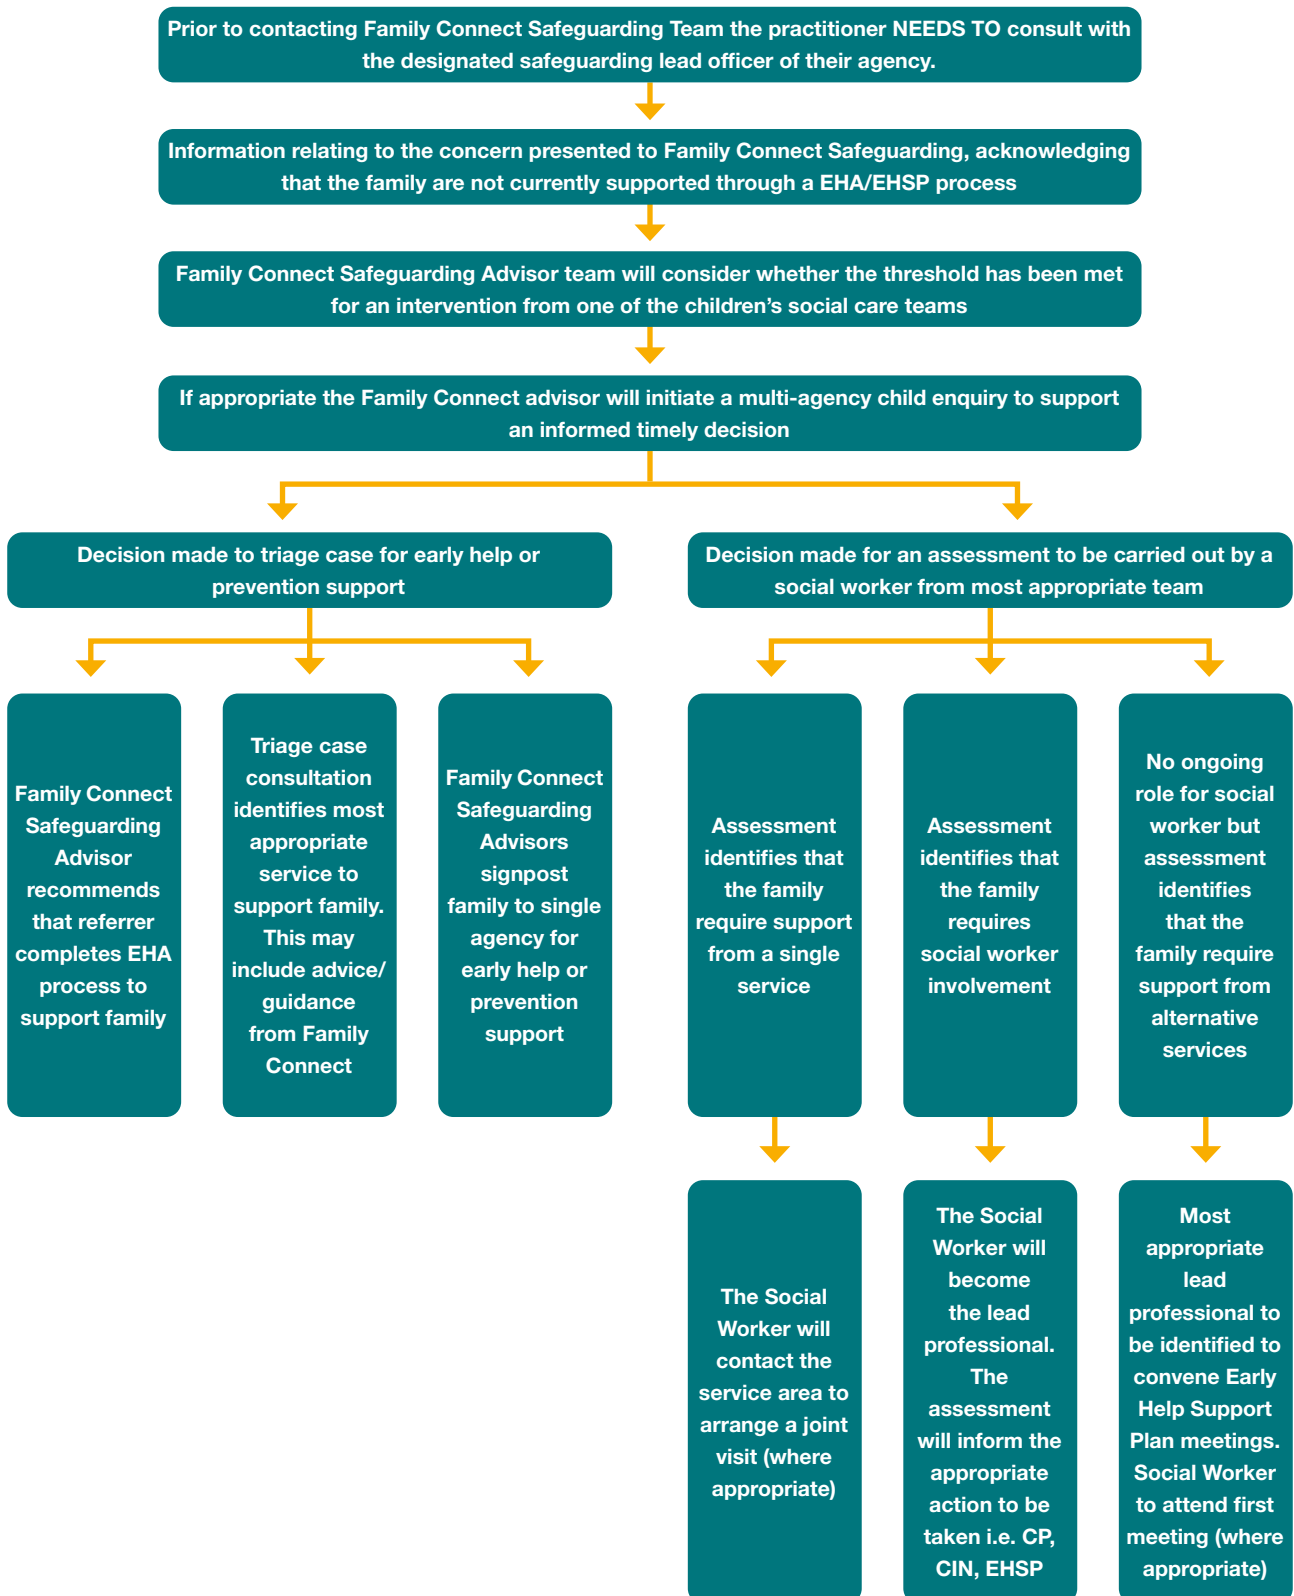 Prior to contacting Family Connect Safeguarding Team the practitioner NEEDS TO consult with
the designated safeguarding lead officer of their agency.
Information relating to the concern presented to Family Connect Safeguarding, acknowledging
that the family are not currently supported through a EHA/EHSP process
Family Connect Safeguarding Advisor team will consider whether the threshold has been met
for an intervention from one of the children's social care teams
If appropriate the Family Connect advisor will initiate a multi-agency child enquiry to support
an informed timely decision
Decision made to triage case for early help or
prevention support
Decision made for an assessment to be carried out by a
social worker from most appropriate team
Family Connect
Safeguarding
Advisor
recommends
that referrer
completes EHA
process to
support family
Triage case
consultation
identifies most
appropriate
service to
support family.
This may
include advice/
guidance
from Family
Connect
Family Connect
Safeguarding
Advisors
signpost
family to single
agency for
early help or
prevention
support
Assessment
identifies that
the family
require support
from a single
service
Assessment
identifies that
the family
requires
social worker
involvement
No ongoing
role for social
worker but
assessment
identifies
that the
family require
support from
alternative
services
The Social
Worker will
contact the
service area to
arrange a joint
visit (where
appropriate)
The Social
Worker will
become
the lead
professional.
The
assessment
will inform the
appropriate
action to be
taken i.e. CP,
CIN, EHSP
Most
appropriate
lead
professional to
be identified to
convene Early
Help Support
Plan meetings.
Social Worker
to attend first
meeting (where
appropriate)